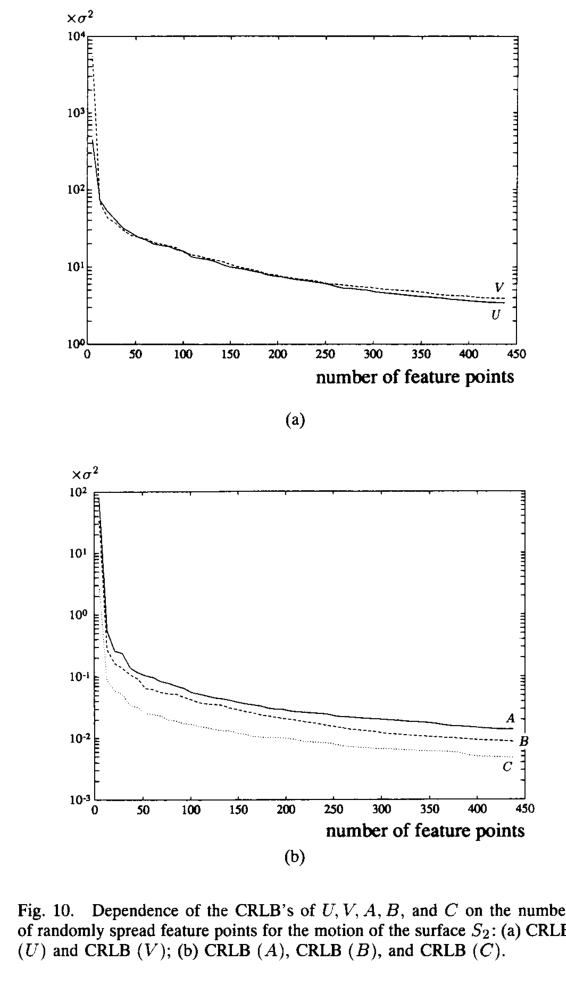 ×σ²
10⁴
10³
10²
10¹
10⁰
V
U
0 50 100 150 200 250 300 350 400 450
number of feature points
(a)
×σ²
10²
10¹
10⁰
10⁻¹
10⁻²
10⁻³
A
B
C
0 50 100 150 200 250 300 350 400 450
number of feature points
(b)
Fig. 10. Dependence of the CRLB's of U, V, A, B, and C on the numbe
of randomly spread feature points for the motion of the surface S₂: (a) CRLB
(U) and CRLB (V); (b) CRLB (A), CRLB (B), and CRLB (C).